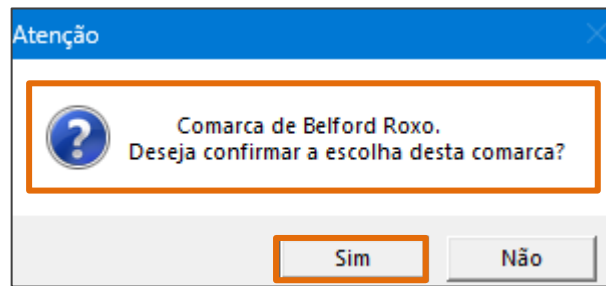 Atenção
Comarca de Belford Roxo.
Deseja confirmar a escolha desta comarca?
Sim Não